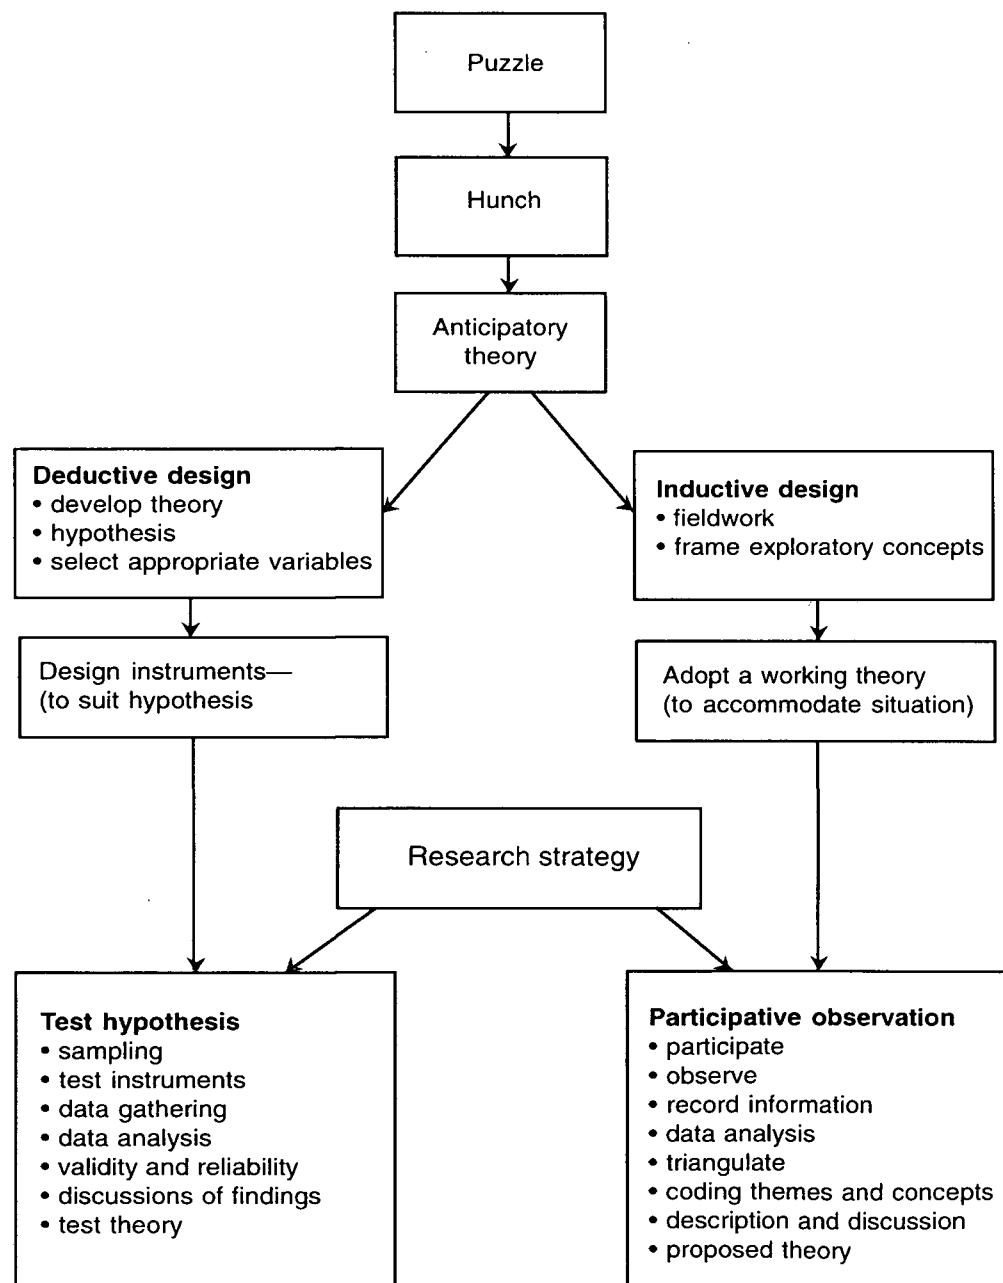 Puzzle
Hunch
Anticipatory
theory
Deductive design
• develop theory
• hypothesis
• select appropriate variables
Inductive design
• fieldwork
• frame exploratory concepts
Design instruments—
(to suit hypothesis
Adopt a working theory
(to accommodate situation)
Research strategy
Test hypothesis
• sampling
• test instruments
• data gathering
• data analysis
• validity and reliability
• discussions of findings
• test theory
Participative observation
• participate
• observe
• record information
• data analysis
• triangulate
• coding themes and concepts
• description and discussion
• proposed theory